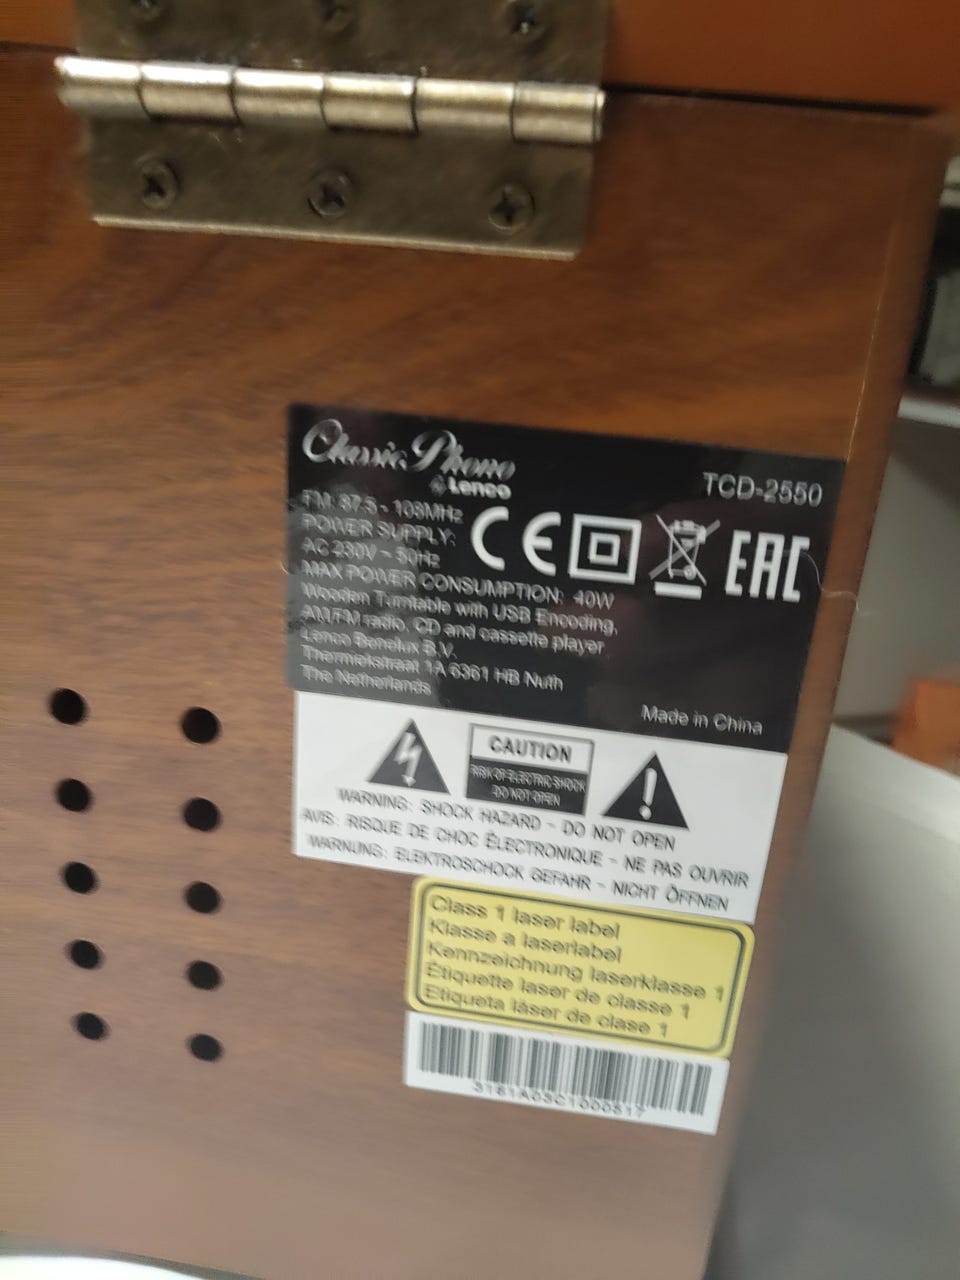 Classic Phono
by Lenco
TCD-2550
FM: 87.5 - 108MHz
POWER SUPPLY:
AC 230V ~ 50Hz
CE
EAC
MAX POWER CONSUMPTION: 40W
Wooden Turntable with USB Encoding,
AM/FM radio, CD and cassette player
Lenco Benelux B.V.
Thermiekstraat 1A 6361 HB Nuth
The Netherlands
Made in China
CAUTION
RISK OF ELECTRIC SHOCK
DO NOT OPEN
WARNING: SHOCK HAZARD - DO NOT OPEN
AVIS: RISQUE DE CHOC ÉLECTRONIQUE - NE PAS OUVRIR
WARNUNG: ELEKTROSCHOCK GEFAHR - NICHT ÖFFNEN
Class 1 laser label
Klasse a laserlabel
Kennzeichnung laserklasse 1
Étiquette laser de classe 1
Etiqueta láser de clase 1
3161A03C1000817